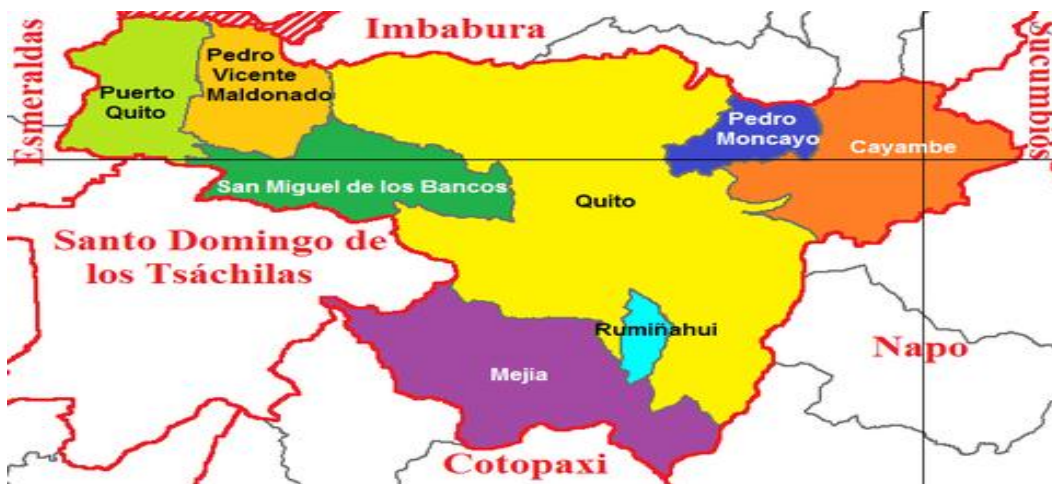 Imbabura
Esmeraldas
Sucumbíos
Pedro
Vicente
Maldonado
Puerto
Quito
Pedro
Moncayo
Cayambe
San Miguel de los Bancos
Quito
Santo Domingo de
los Tsáchilas
Rumiñahui
Napo
Mejía
Cotopaxi